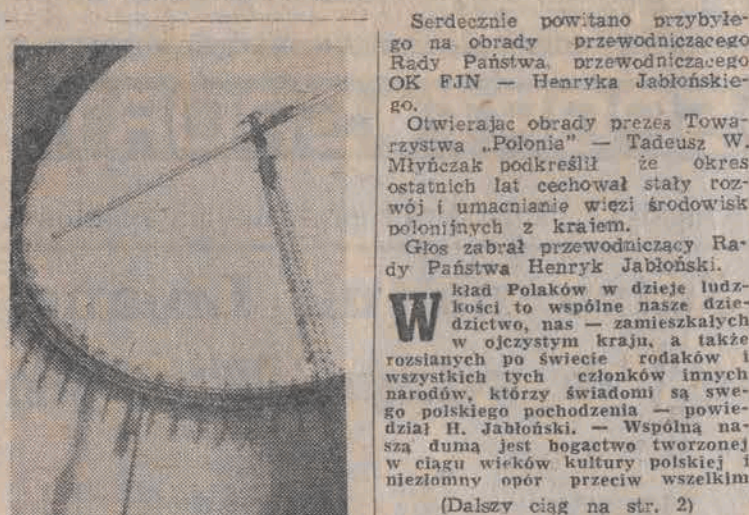 Serdecznie powitano przybyłe-
go na obrady przewodniczącego
Rady Państwa, przewodniczącego
OK FJN — Henryka Jabłońskie-
go.
Otwierając obrady prezes Towa-
rzystwa „Polonia" — Tadeusz W.
Młyńczak podkreślił że okres
ostatnich lat cechował stały roz-
wój i umacnianie więzi środowisk
polonijnych z krajem.
Głos zabrał przewodniczący Ra-
dy Państwa Henryk Jabłoński.
Wkład Polaków w dzieje ludz-
kości to wspólne nasze dzie-
dzictwo, nas — zamieszkałych
w ojczystym kraju, a także
rozsianych po świecie rodaków i
wszystkich tych członków innych
narodów, którzy świadomi są swe-
go polskiego pochodzenia — powie-
dział H. Jabłoński. — Wspólną na-
szą dumą jest bogactwo tworzonej
w ciągu wieków kultury polskiej i
niezłomny opór przeciw wszelkim
(Dalszy ciąg na str. 2)